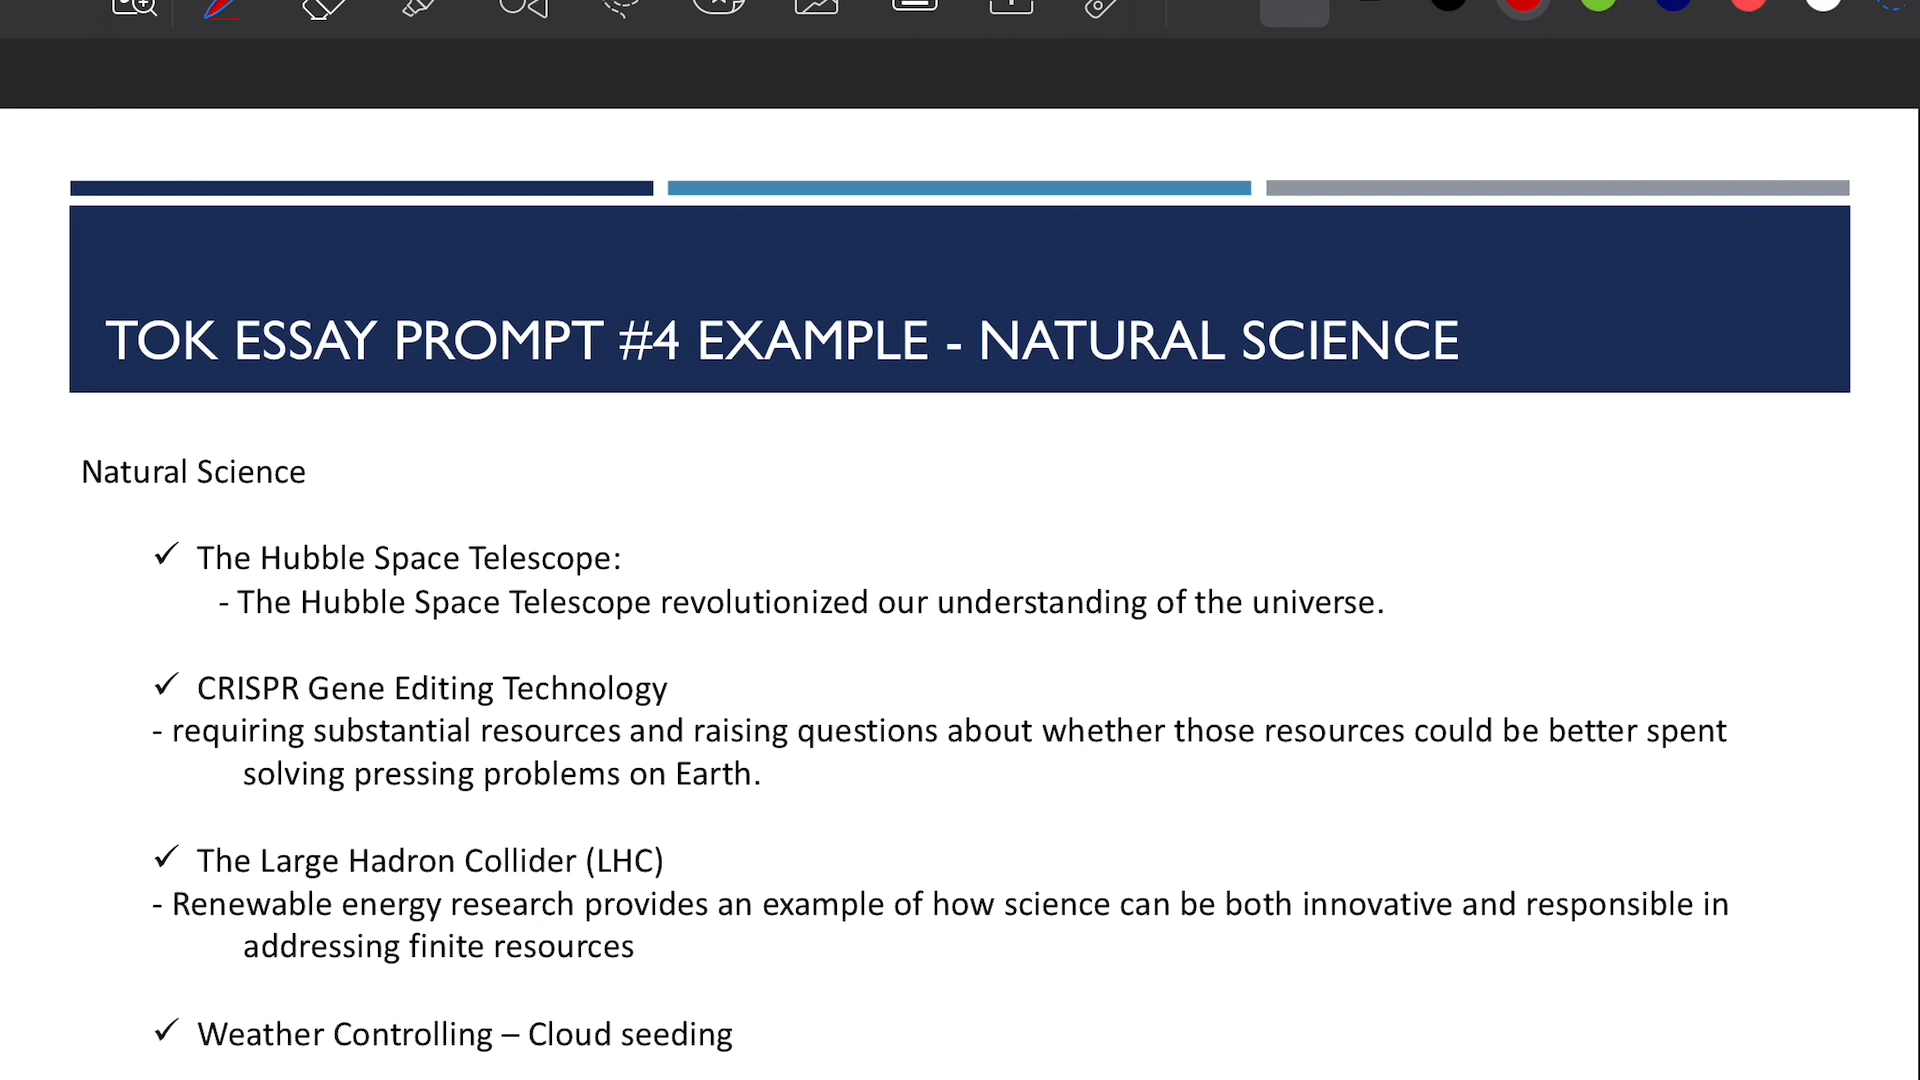 TOK ESSAY PROMPT #4 EXAMPLE - NATURAL SCIENCE
Natural Science
✓ The Hubble Space Telescope:
- The Hubble Space Telescope revolutionized our understanding of the universe.
✓ CRISPR Gene Editing Technology
- requiring substantial resources and raising questions about whether those resources could be better spent
solving pressing problems on Earth.
✓ The Large Hadron Collider (LHC)
- Renewable energy research provides an example of how science can be both innovative and responsible in
addressing finite resources
✓ Weather Controlling – Cloud seeding